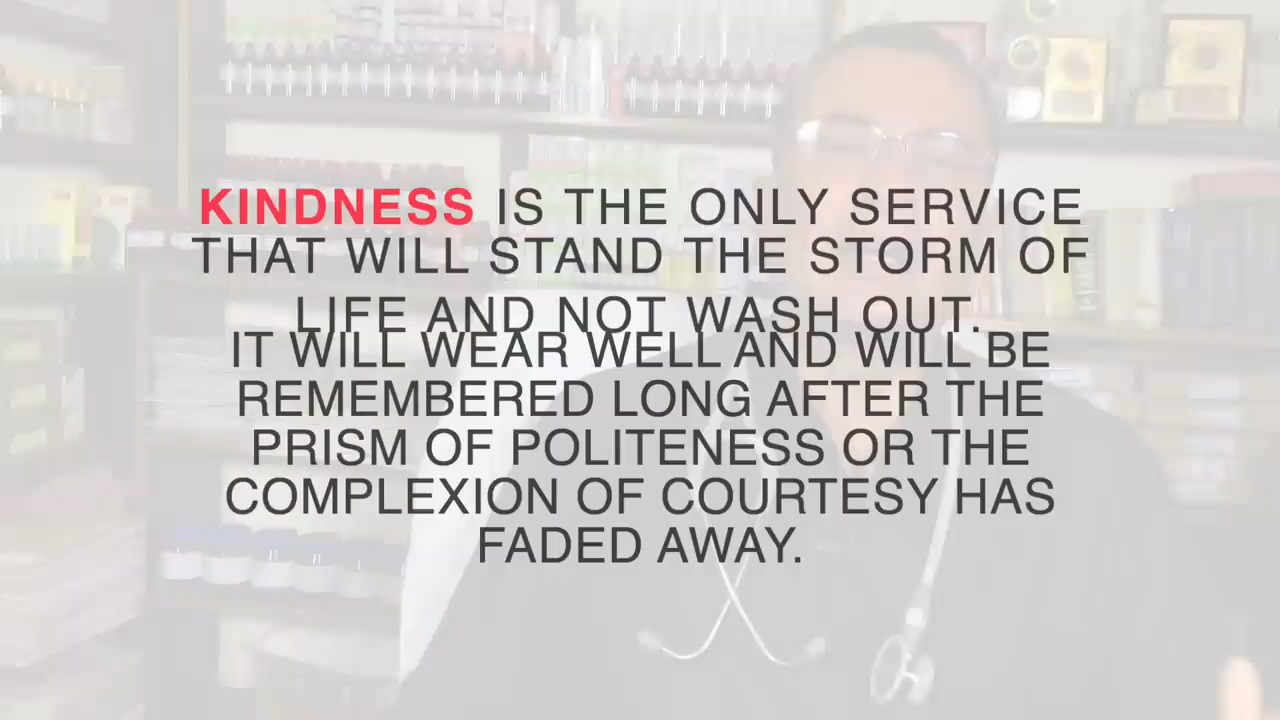 KINDNESS IS THE ONLY SERVICE
THAT WILL STAND THE STORM OF
LIFE AND NOT WASH OUT.
IT WILL WEAR WELL AND WILL BE
REMEMBERED LONG AFTER THE
PRISM OF POLITENESS OR THE
COMPLEXION OF COURTESY HAS
FADED AWAY.